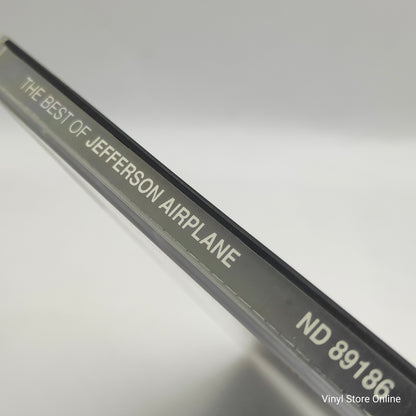 THE BEST OF JEFFERSON AIRPLANE
ND 89186
Vinyl Store Online